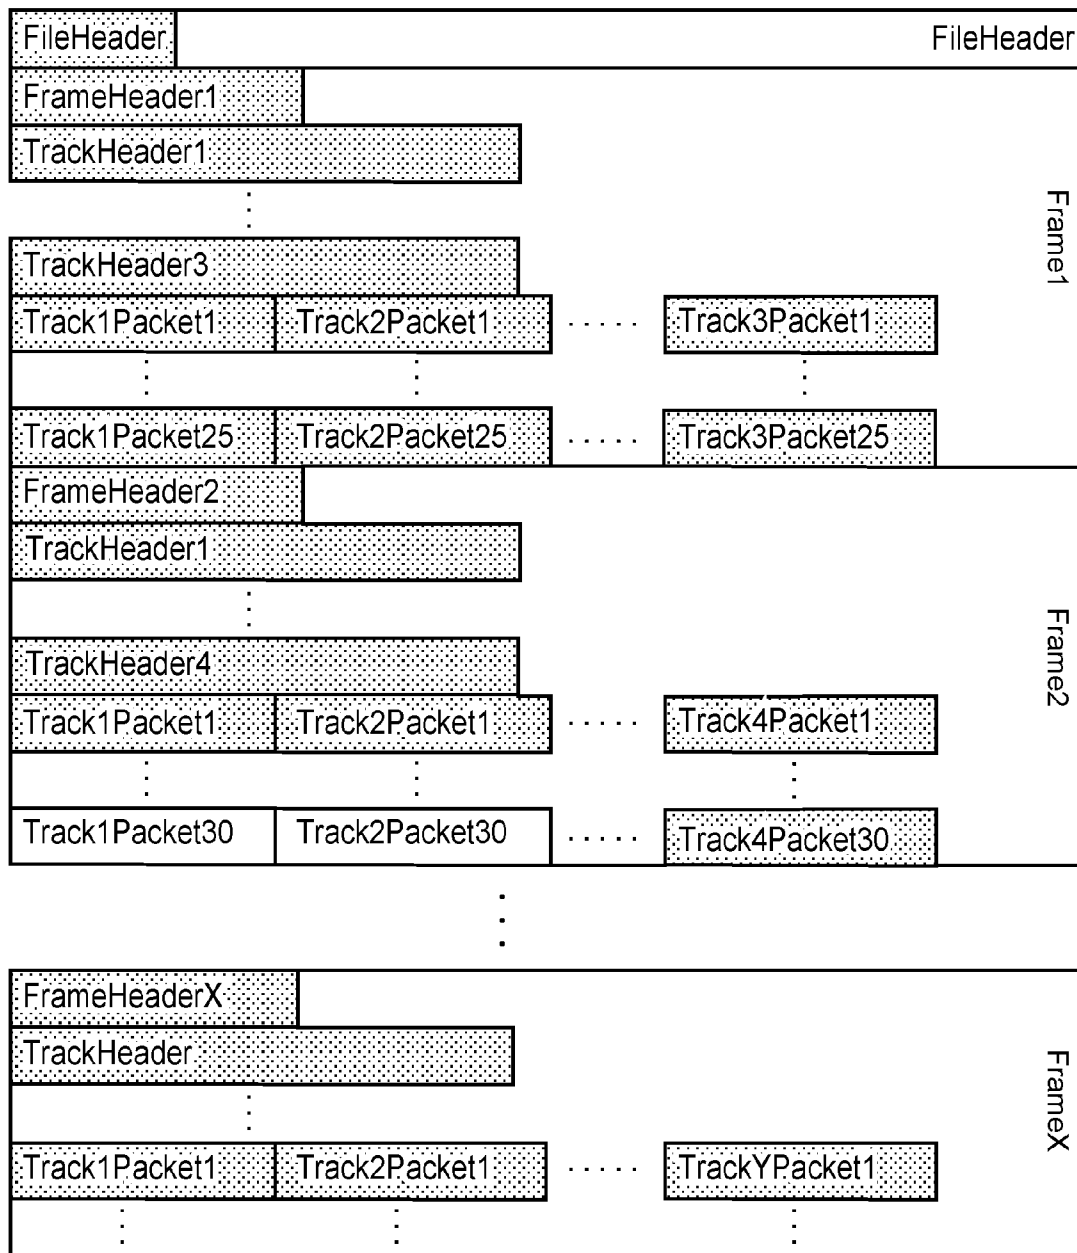 FileHeader FileHeader
FrameHeader1
TrackHeader1
Frame1
TrackHeader3
Track1Packet1 Track2Packet1 ..... Track3Packet1
Track1Packet25 Track2Packet25 ..... Track3Packet25
FrameHeader2
TrackHeader1
Frame2
TrackHeader4
Track1Packet1 Track2Packet1 ..... Track4Packet1
Track1Packet30 Track2Packet30 ..... Track4Packet30
FrameHeaderX
TrackHeader
FrameX
Track1Packet1 Track2Packet1 ..... TrackYPacket1